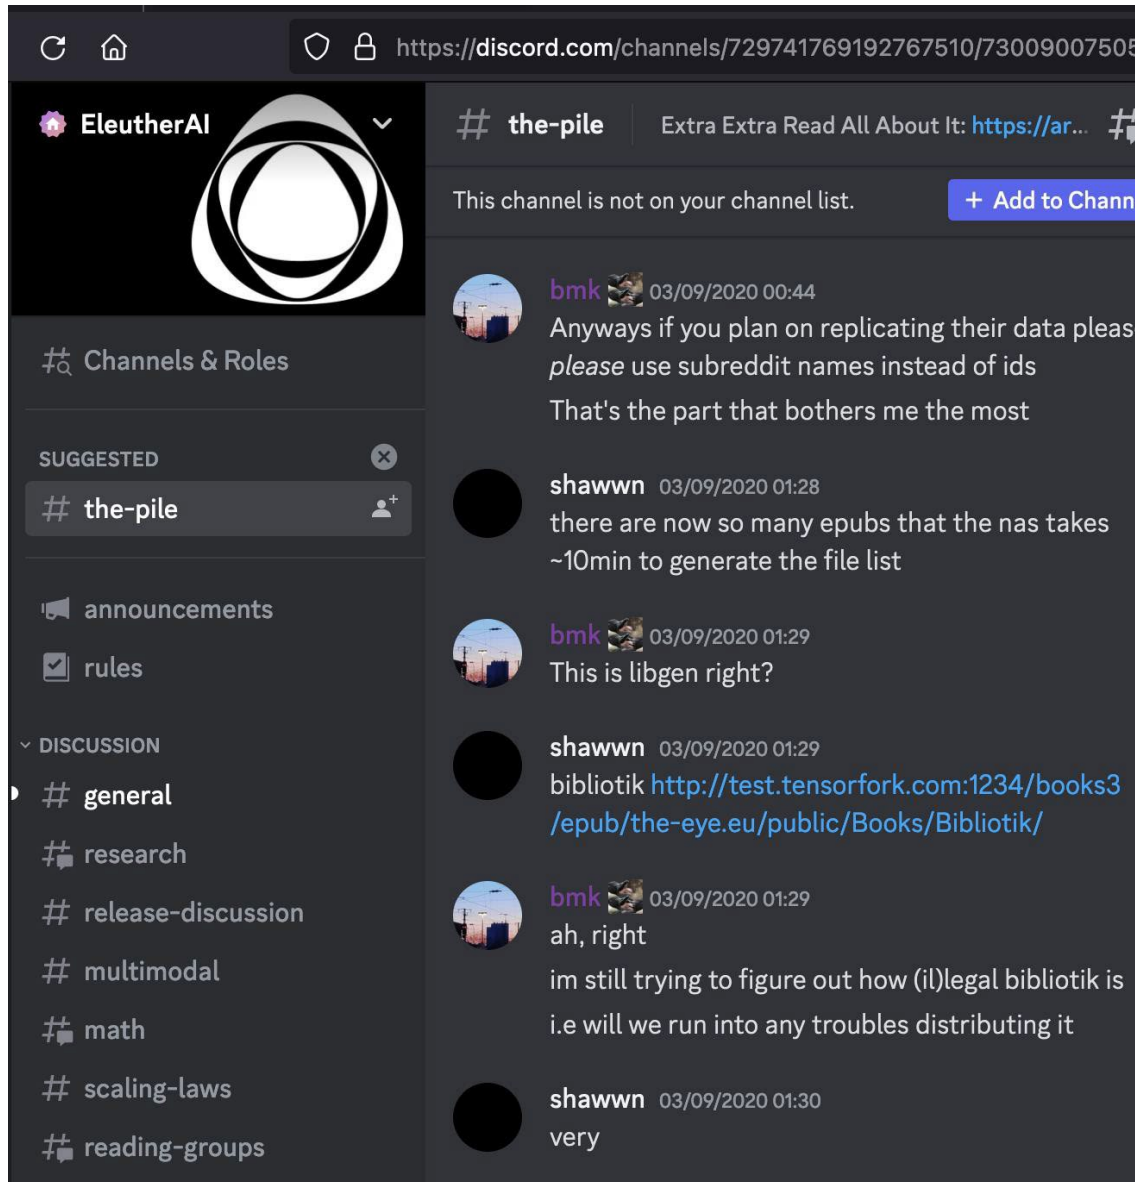 https://discord.com/channels/729741769192767510/73009007505
EleutherAI
Channels & Roles
SUGGESTED
the-pile
announcements
rules
DISCUSSION
general
research
release-discussion
multimodal
math
scaling-laws
reading-groups
# the-pile Extra Extra Read All About It: https://ar...
This channel is not on your channel list. + Add to Chann
bmk 03/09/2020 00:44
Anyways if you plan on replicating their data pleas
please use subreddit names instead of ids
That's the part that bothers me the most
shawwn 03/09/2020 01:28
there are now so many epubs that the nas takes
~10min to generate the file list
bmk 03/09/2020 01:29
This is libgen right?
shawwn 03/09/2020 01:29
bibliotik http://test.tensorfork.com:1234/books3
/epub/the-eye.eu/public/Books/Bibliotik/
bmk 03/09/2020 01:29
ah, right
im still trying to figure out how (il)legal bibliotik is
i.e will we run into any troubles distributing it
shawwn 03/09/2020 01:30
very